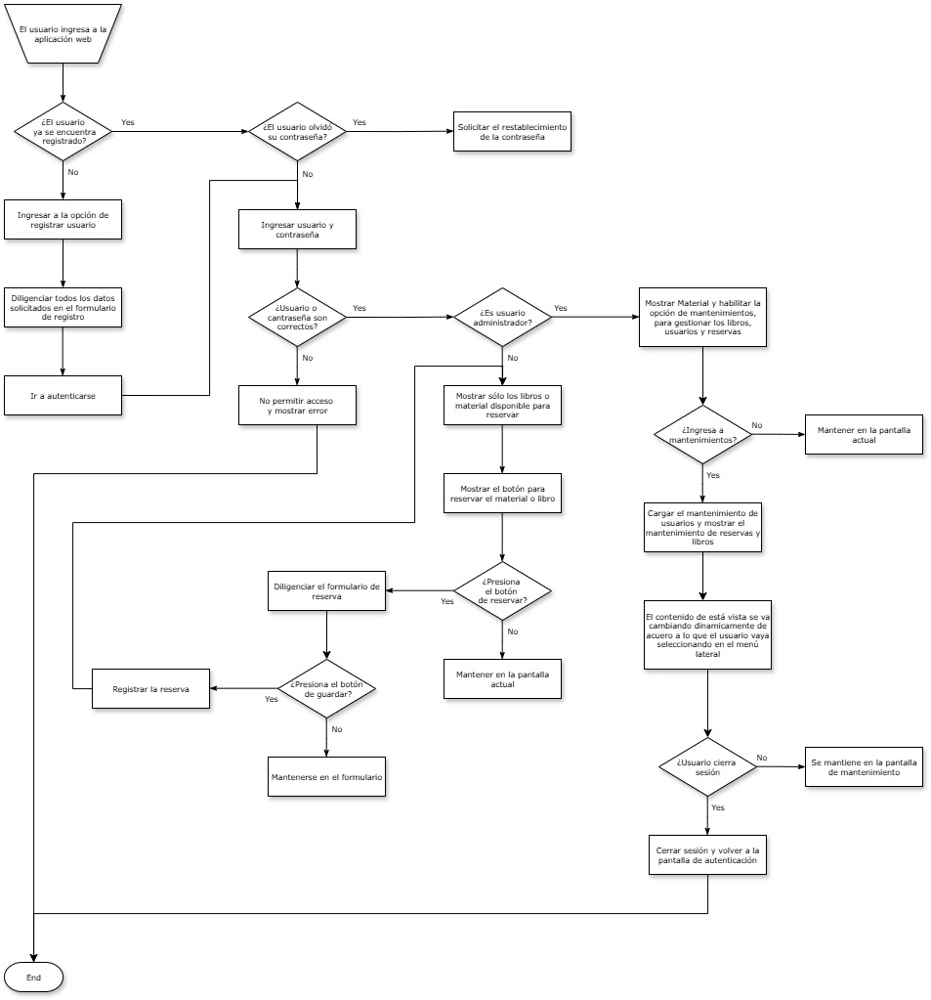 El usuario ingresa a la
aplicación web
¿El usuario
ya se encuentra
registrado?
Yes
No
¿El usuario olvidó
su contraseña?
Yes
No
Solicitar el restablecimiento
de la contraseña
Ingresar a la opción de
registrar usuario
Ingresar usuario y
contraseña
Diligenciar todos los datos
solicitados en el formulario
de registro
Ir a autenticarse
¿Usuario o
cantraseña son
correctos?
Yes
No
¿Es usuario
administrador?
Yes
No
Mostrar Material y habilitar la
opción de mantenimientos,
para gestionar los libros,
usuarios y reservas
No permitir acceso
y mostrar error
Mostrar sólo los libros o
material disponible para
reservar
¿Ingresa a
mantenimientos?
No
Yes
Mantener en la pantalla
actual
Mostrar el botón para
reservar el material o libro
Cargar el mantenimiento de
usuarios y mostrar el
mantenimiento de reservas y
libros
¿Presiona
el botón
de reservar?
Yes
No
Diligenciar el formulario de
reserva
Mantener en la pantalla
actual
El contenido de está vista se va
cambiando dinamicamente de
acuero a lo que el usuario vaya
seleccionando en el menú
lateral
¿Presiona el botón
de guardar?
Yes
No
Registrar la reserva
Mantenerse en el formulario
¿Usuario cierra
sesión
No
Yes
Se mantiene en la pantalla
de mantenimiento
Cerrar sesión y volver a la
pantalla de autenticación
End